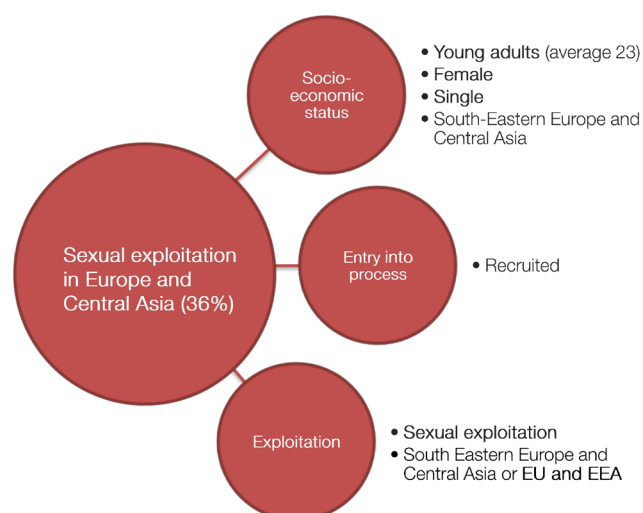 Socio-
economic
status
• Young adults (average 23)
• Female
• Single
• South-Eastern Europe and
Central Asia
Sexual exploitation
in Europe and
Central Asia (36%)
Entry into
process
• Recruited
Exploitation
• Sexual exploitation
• South Eastern Europe and
Central Asia or EU and EEA